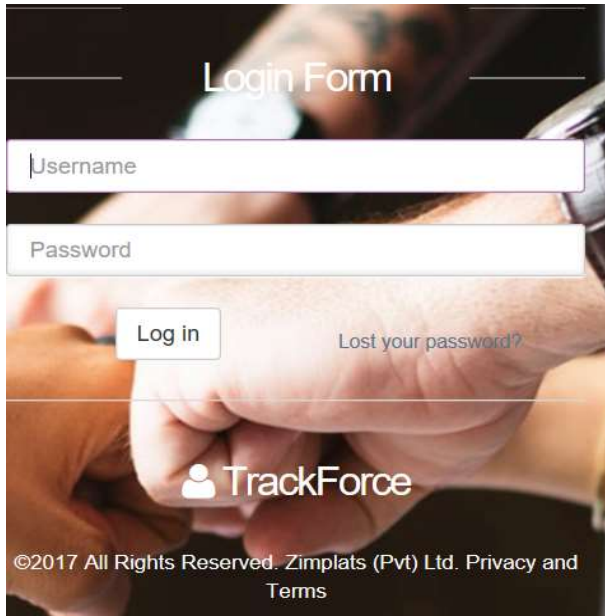 Login Form
Username
Password
Log in
Lost your password?
TrackForce
©2017 All Rights Reserved. Zimplats (Pvt) Ltd. Privacy and
Terms